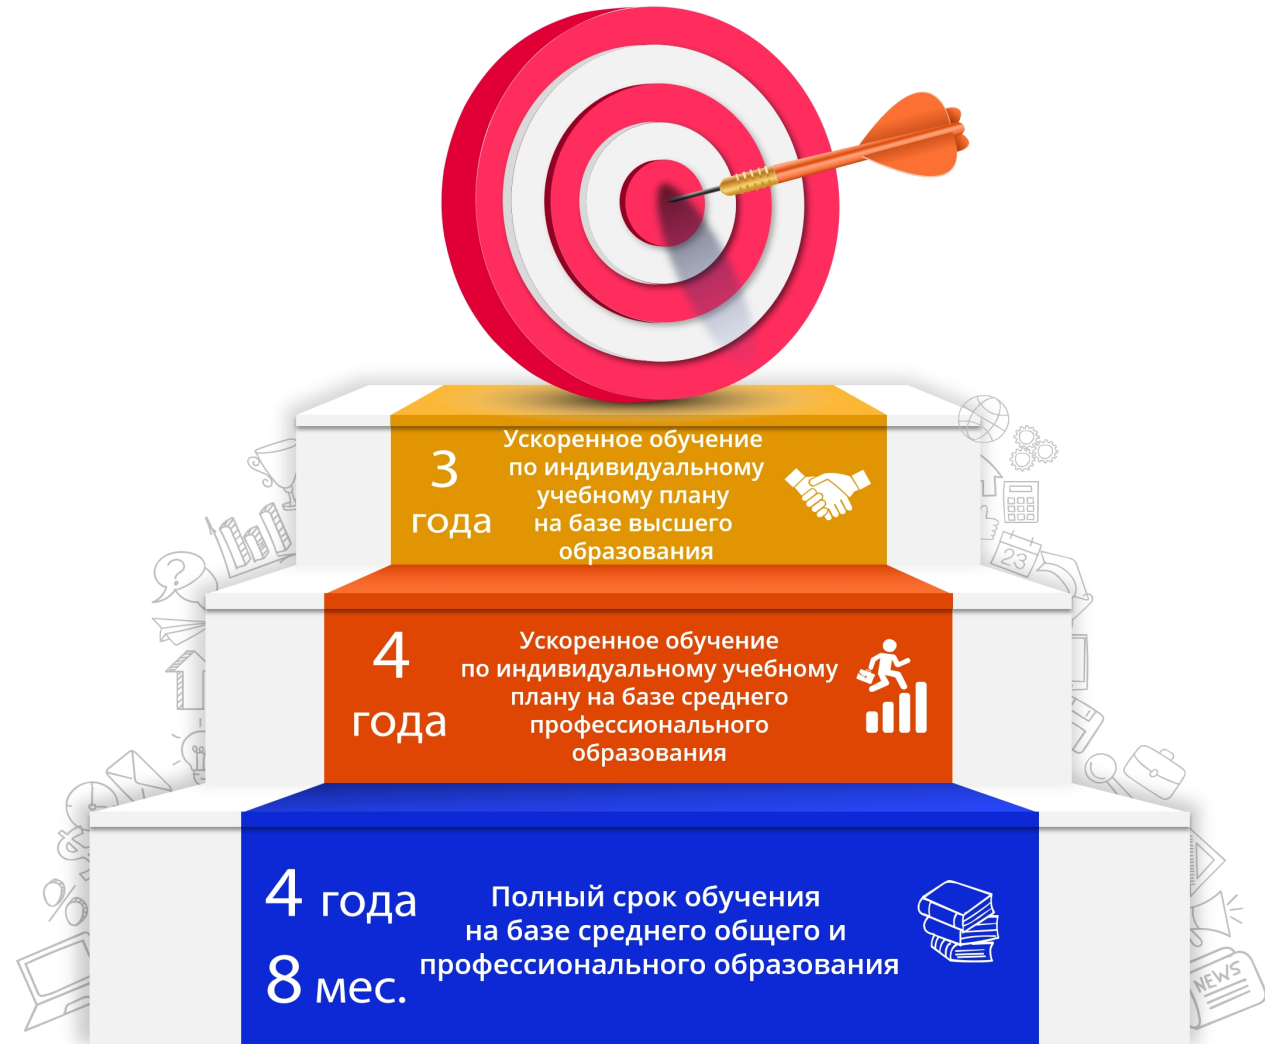 3
года
Ускоренное обучение
по индивидуальному
учебному плану
на базе высшего
образования
23
4
года
Ускоренное обучение
по индивидуальному учебному
плану на базе среднего
профессионального
образования
4 года
8 мес.
Полный срок обучения
на базе среднего общего и
профессионального образования
NEWS